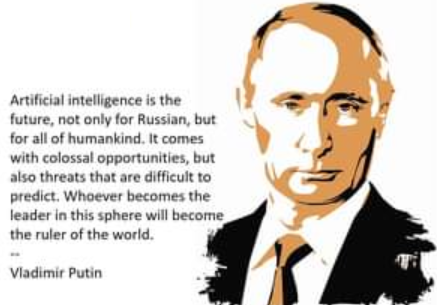 Artificial intelligence is the
future, not only for Russian, but
for all of humankind. It comes
with colossal opportunities, but
also threats that are difficult to
predict. Whoever becomes the
leader in this sphere will become
the ruler of the world.
--
Vladimir Putin